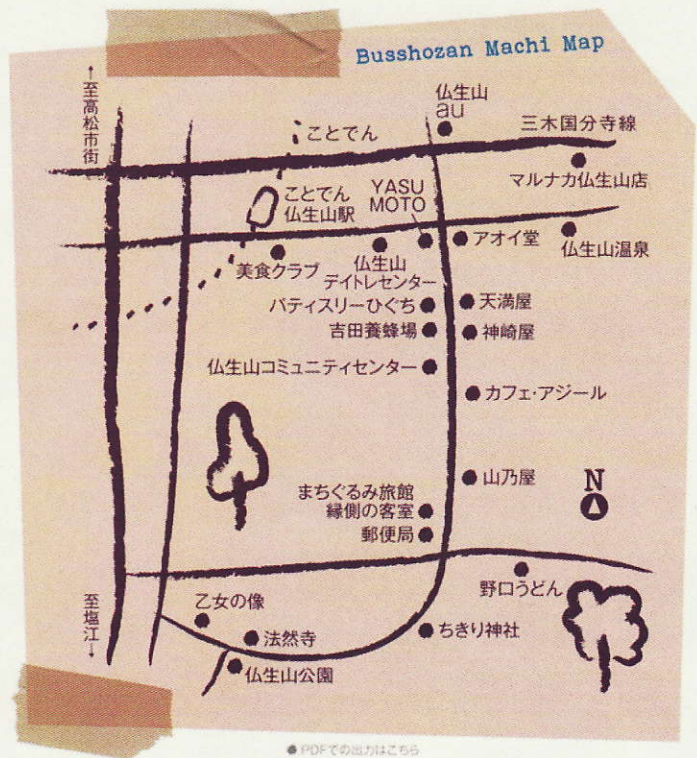 Busshozan Machi Map
↑至高松市街
仏生山
au
三木国分寺線
ことでん
マルナカ仏生山店
ことでん
仏生山駅
YASU
MOTO
アオイ堂
仏生山温泉
美食クラブ
仏生山
デイトレセンター
パティスリーひぐち
天満屋
吉田養蜂場
神崎屋
仏生山コミュニティセンター
カフェ・アジール
山乃屋
N
まちぐるみ旅館
縁側の客室
郵便局
野口うどん
至塩江↓
乙女の像
法然寺
ちきり神社
仏生山公園
●PDFでの出力はこちら